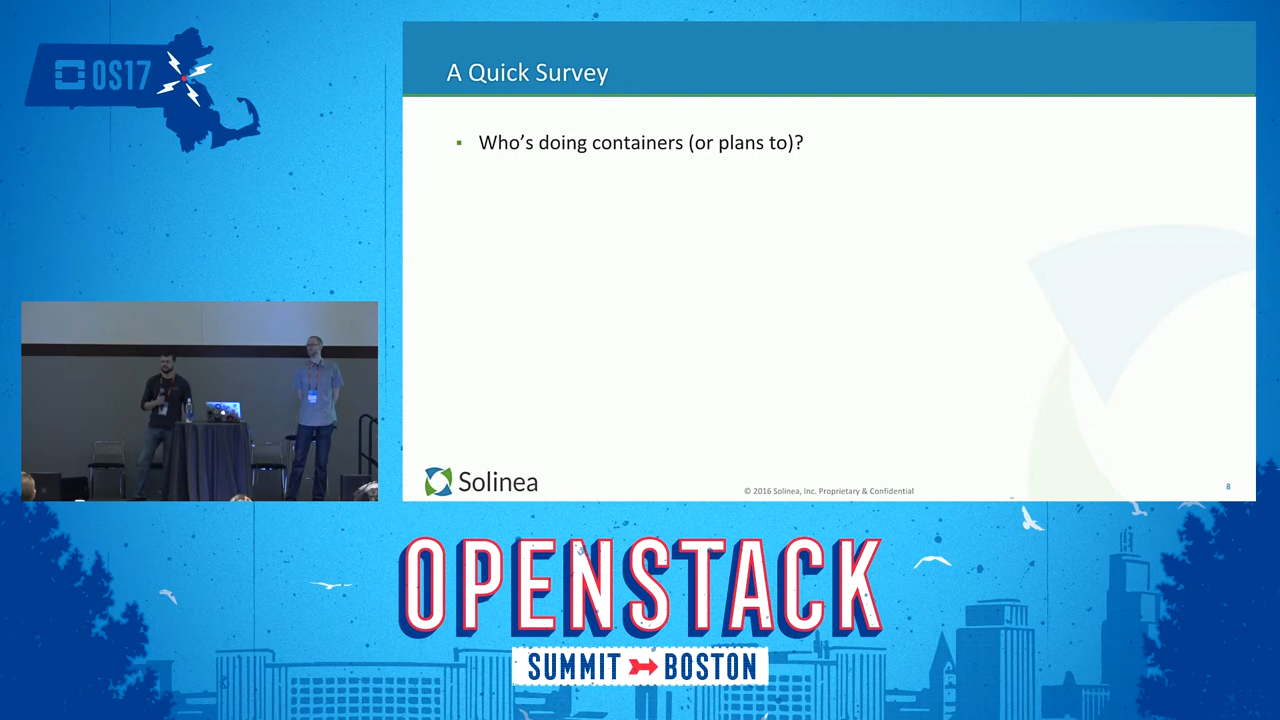 OS17
A Quick Survey
▪ Who's doing containers (or plans to)?
Solinea
© 2016 Solinea, Inc. Proprietary & Confidential
8
OPENSTACK
SUMMIT BOSTON